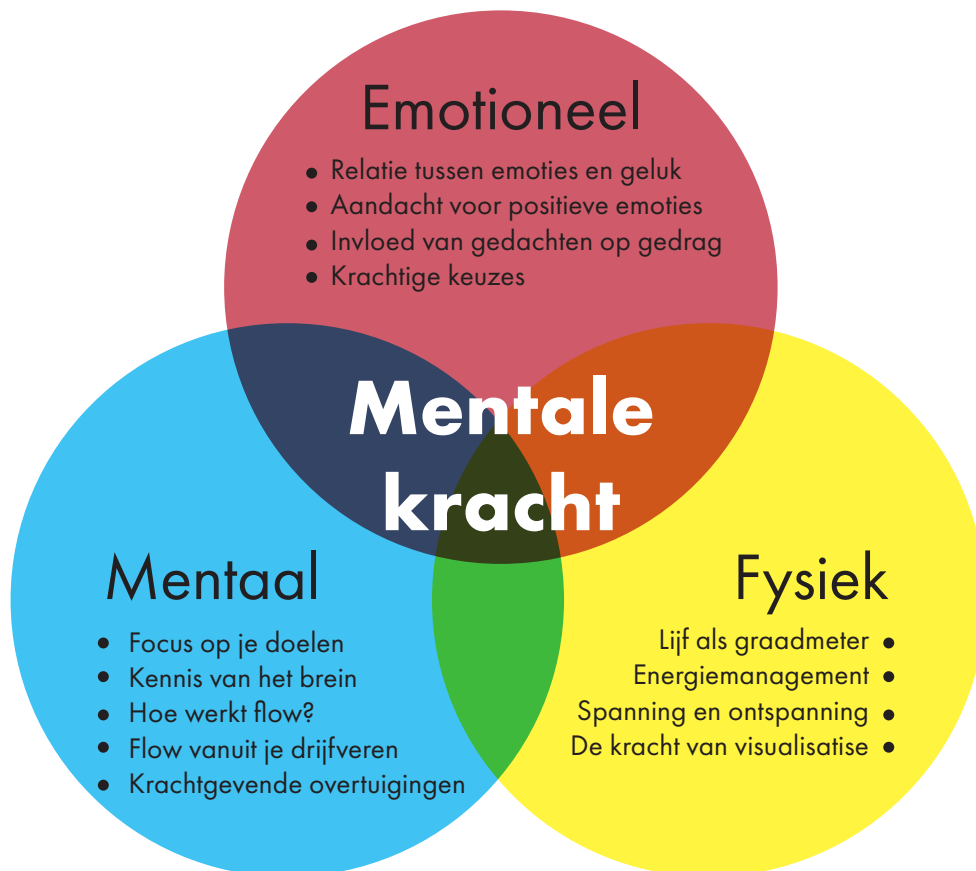 Emotioneel
• Relatie tussen emoties en geluk
• Aandacht voor positieve emoties
• Invloed van gedachten op gedrag
• Krachtige keuzes
Mentale
kracht
Mentaal
• Focus op je doelen
• Kennis van het brein
• Hoe werkt flow?
• Flow vanuit je drijfveren
• Krachtgevende overtuigingen
Fysiek
Lijf als graadmeter •
Energiemanagement •
Spanning en ontspanning •
De kracht van visualisatise •